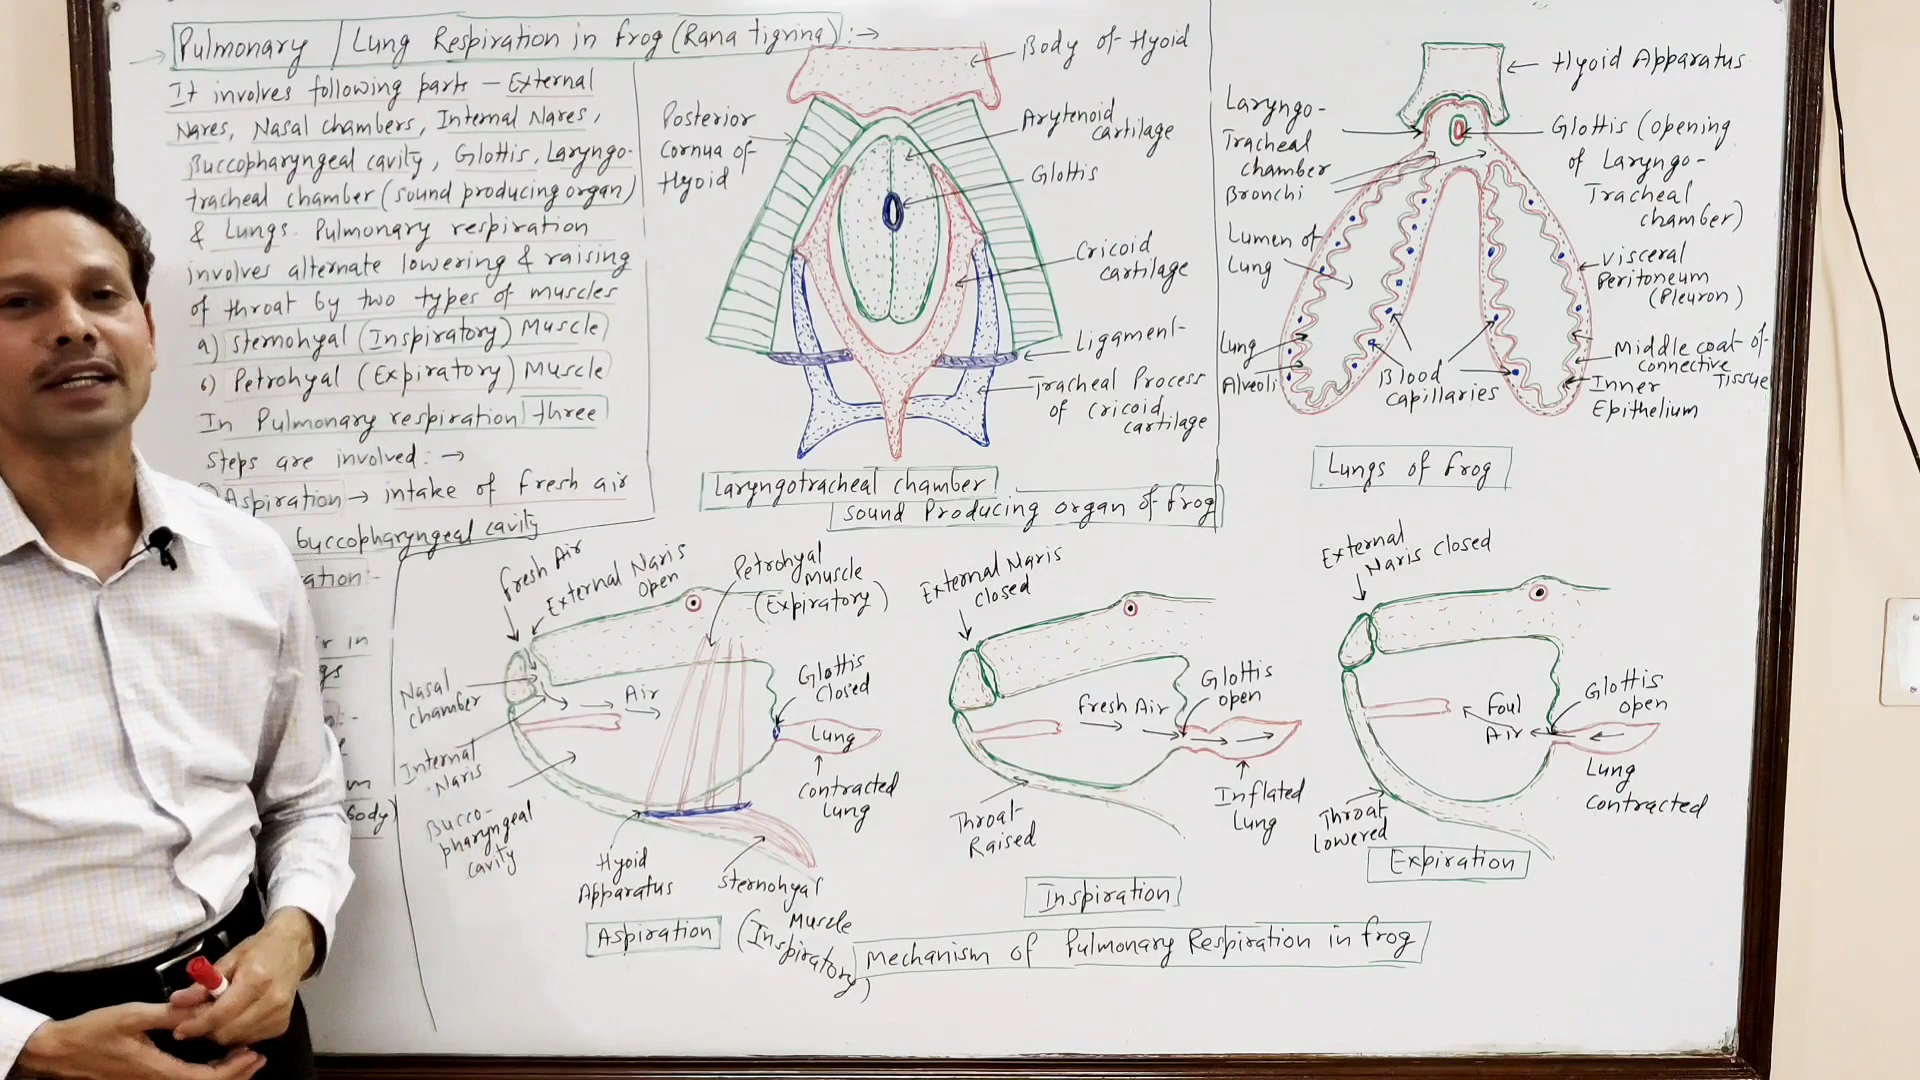 Pulmonary / Lung Respiration in frog (Rana tigrina) :→
It involves following parts – External
Nares, Nasal chambers, Internal Nares,
Buccopharyngeal cavity, Glottis, Laryngo-
tracheal chamber (sound producing organ)
& Lungs. Pulmonary respiration
involves alternate lowering & raising
of throat by two types of muscles
a) Sternohyal (Inspiratory) Muscle
b) Petrohyal (Expiratory) Muscle
In Pulmonary respiration three
Steps are involved :→
Aspiration → intake of fresh air
buccopharyngeal cavity
ation :-
in
Body)
Body of Hyoid
Posterior
Cornua of
Hyoid
Arytenoid
cartilage
Glottis
Cricoid
cartilage
Ligament
Tracheal Process
of cricoid
cartilage
Laryngotracheal chamber
Sound Producing organ of frog
Hyoid Apparatus
Laryngo-
Tracheal
chamber
Bronchi
Glottis (opening
of Laryngo-
Tracheal
chamber)
Lumen of
Lung
Visceral
Peritoneum
(Pleuron)
Lung
Alveoli
Blood
Capillaries
Middle coat of
connective
Tissue
Inner
Epithelium
Lungs of frog
Fresh Air
External Naris
Open
Petrohyal
Muscle
(Expiratory)
Nasal
chamber
Air
Glottis
Closed
Lung
Contracted
Lung
Internal
Naris
Bucco-
pharyngeal
cavity
Hyoid
Apparatus
Sternohyal
Muscle
(Inspiratory)
Aspiration
External Naris
Closed
Fresh Air
Glottis
Open
Throat
Raised
Inflated
Lung
Inspiration
External
Naris Closed
Foul
Air
Glottis
Open
Throat
Lowered
Lung
Contracted
Expiration
Mechanism of Pulmonary Respiration in frog